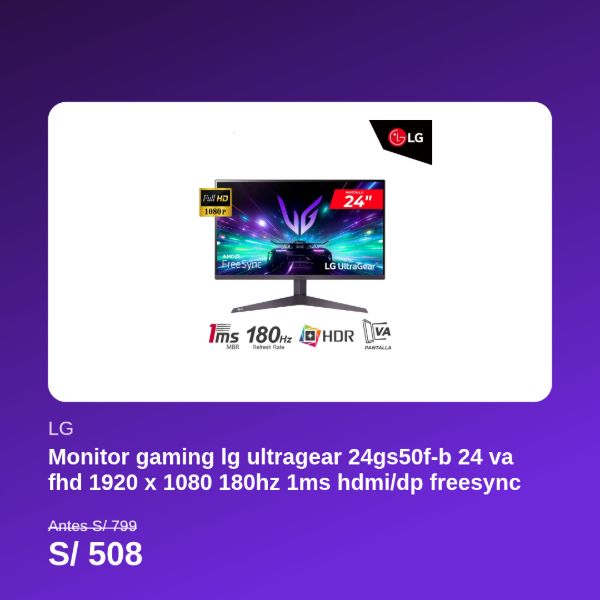 LG
Full HD
1080P
PANTALLA
24"
UG
AMD
FreeSync
LG UltraGear
1ms
MBR
180Hz
Refresh Rate
HDR
VA
PANTALLA
LG
Monitor gaming lg ultragear 24gs50f-b 24 va
fhd 1920 x 1080 180hz 1ms hdmi/dp freesync
Antes S/ 799
S/ 508